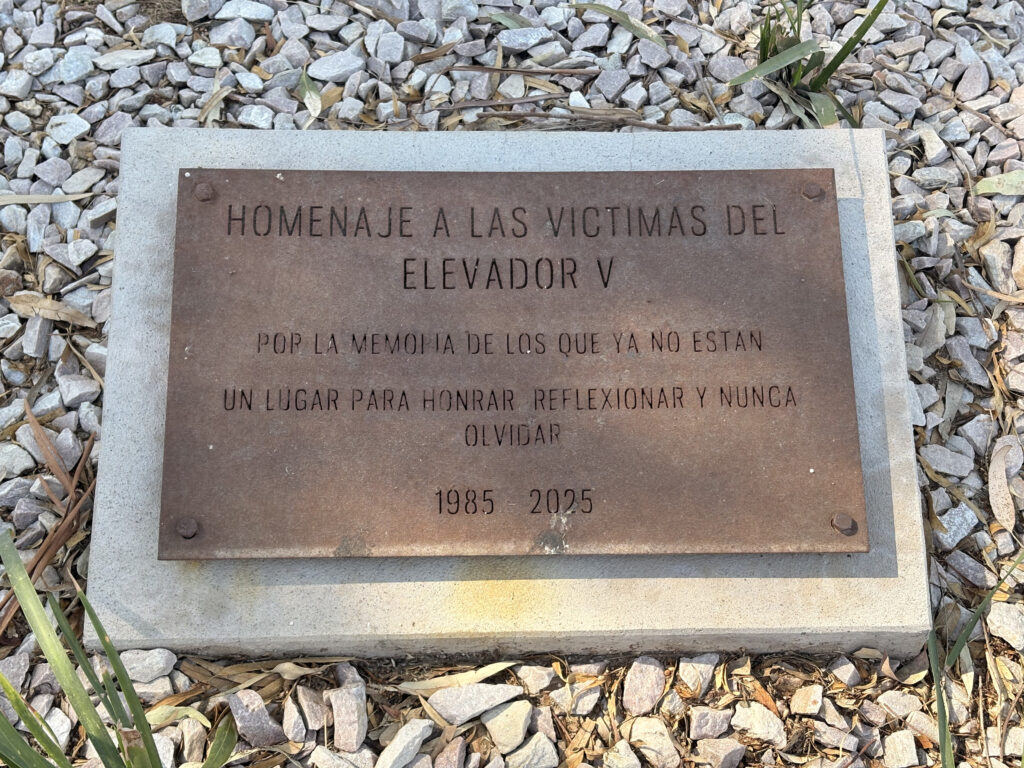 HOMENAJE A LAS VICTIMAS DEL
ELEVADOR V
POR LA MEMORIA DE LOS QUE YA NO ESTAN
UN LUGAR PARA HONRAR, REFLEXIONAR Y NUNCA
OLVIDAR
1985 - 2025